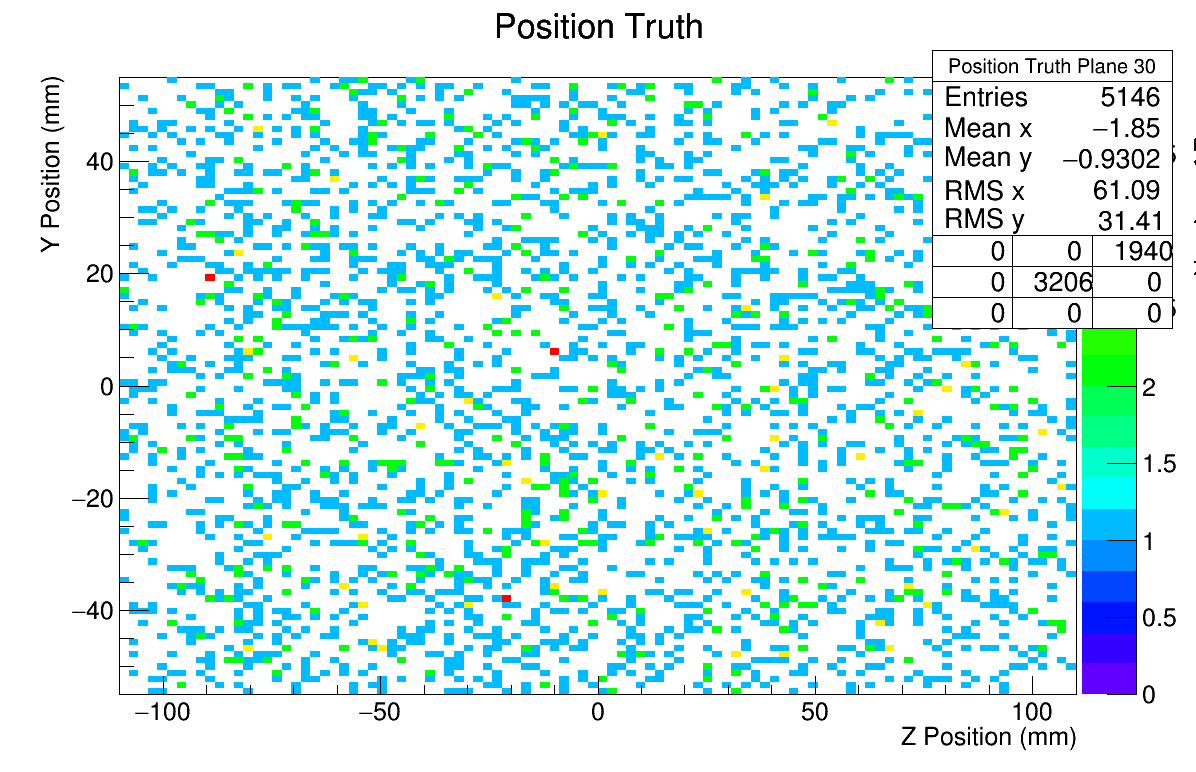 Position Truth
Y Position (mm)
Position Truth Plane 30
Entries 5146
Mean x −1.85
Mean y −0.9302
RMS x 61.09
RMS y 31.41
0 0 1940
0 3206 0
0 0 0
40
20
0
−20
−40
2
1.5
1
0.5
0
−100 −50 0 50 100
Z Position (mm)